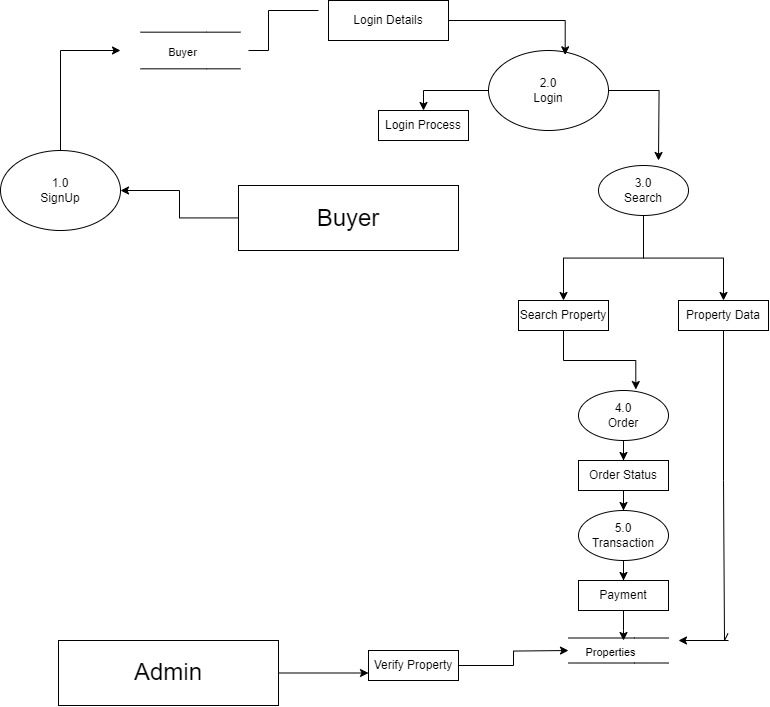 Login Details
Buyer
2.0
Login
Login Process
1.0
SignUp
3.0
Search
Buyer
Search Property
Property Data
4.0
Order
Order Status
5.0
Transaction
Payment
Properties
Admin
Verify Property